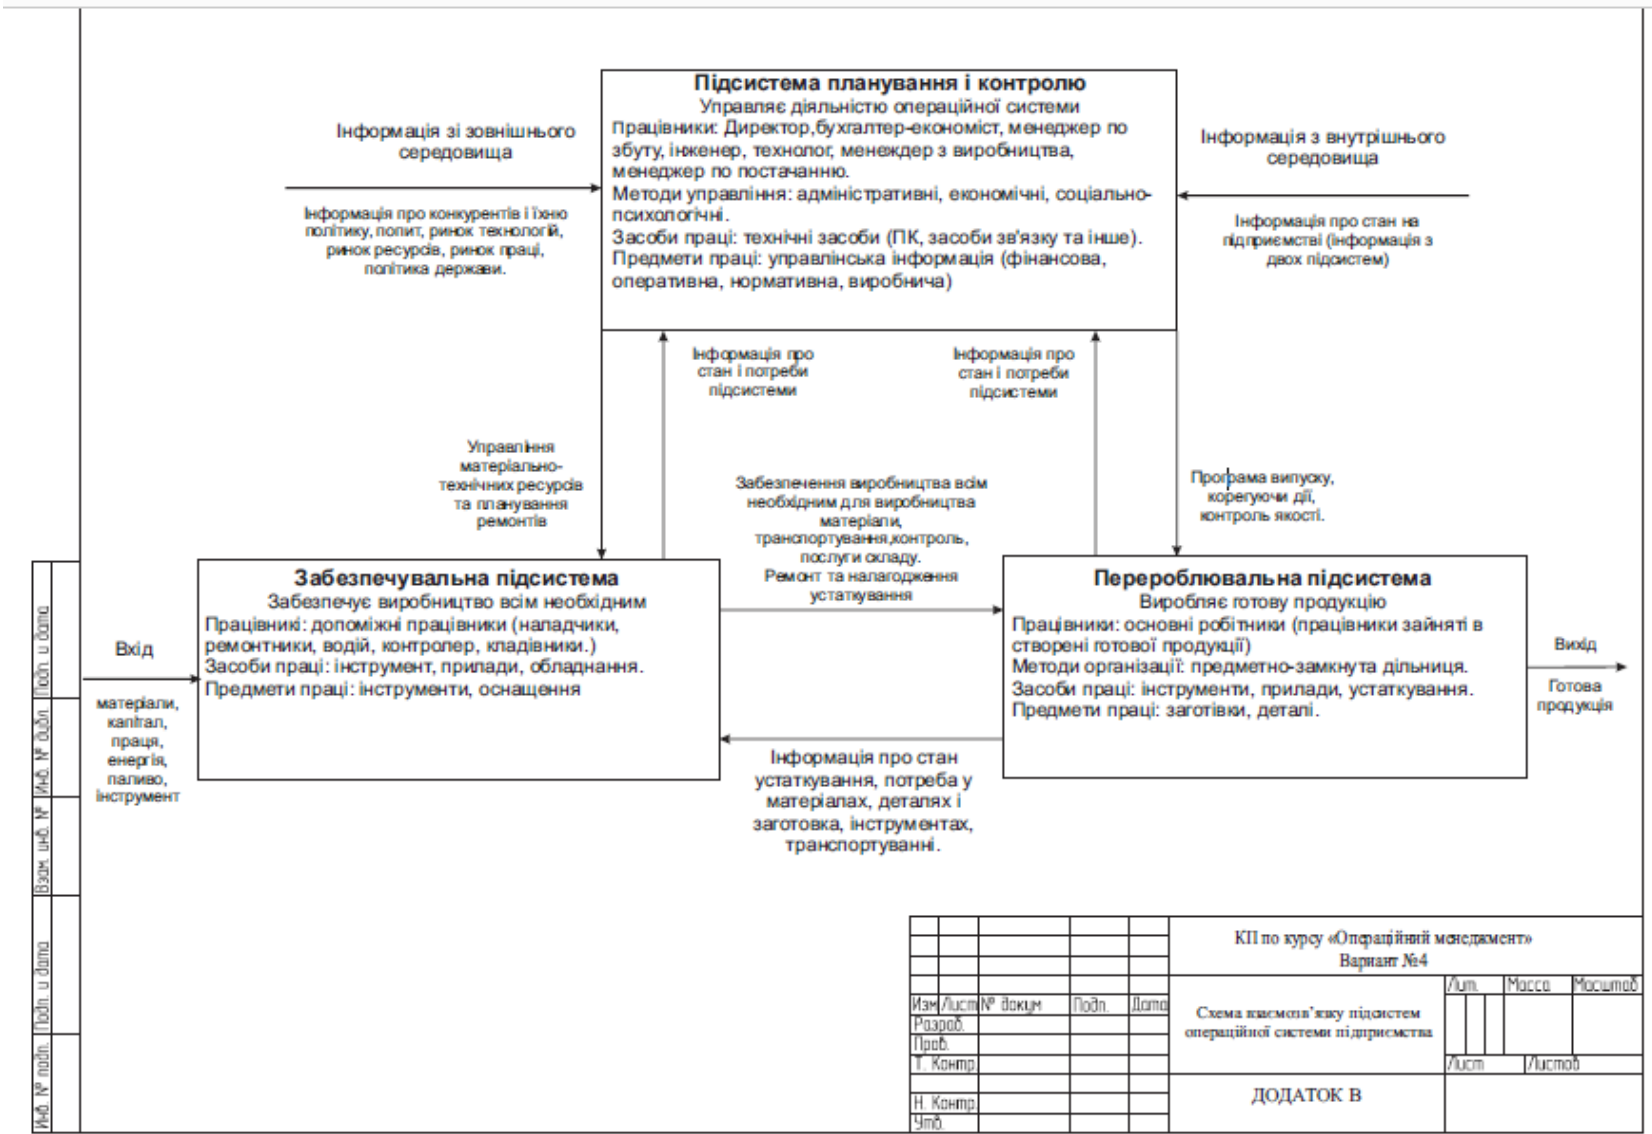 Підсистема планування і контролю
Управляє діяльністю операційної системи
Працівники: Директор,бухгалтер-економіст, менеджер по
збуту, інженер, технолог, менеждер з виробництва,
менеджер по постачанню.
Методи управління: адміністративні, економічні, соціально-
психологічні.
Засоби праці: технічні засоби (ПК, засоби зв'язку та інше).
Предмети праці: управлінська інформація (фінансова,
оперативна, нормативна, виробнича)
Інформація зі зовнішнього
середовища
Інформація про конкурентів і їхню
політику, попит, ринок технологій,
ринок ресурсів, ринок праці,
політика держави.
Інформація з внутрішнього
середовища
Інформація про стан на
підприємстві (інформація з
двох підсистем)
Інформація про
стан і потреби
підсистеми
Інформація про
стан і потреби
підсистеми
Управління
матеріально-
технічних ресурсів
та планування
ремонтів
Забезпечення виробництва всім
необхідним для виробництва
матеріали,
транспортування,контроль,
послуги складу.
Ремонт та налагодження
устаткування
Програма випуску,
корегуючи дії,
контроль якості.
Вхід
матеріали,
капітал,
праця,
енергія,
паливо,
інструмент
Забезпечувальна підсистема
Забезпечує виробництво всім необхідним
Працівникі: допоміжні працівники (наладчики,
ремонтники, водій, контролер, кладівники.)
Засоби праці: інструмент, прилади, обладнання.
Предмети праці: інструменти, оснащення
Перероблювальна підсистема
Виробляє готову продукцію
Працівники: основні робітники (працівники зайняті в
створені готової продукції)
Методи організації: предметно-замкнута дільниця.
Засоби праці: інструменти, прилади, устаткування.
Предмети праці: заготівки, деталі.
Вихід
Готова
продукція
Інформація про стан
устаткування, потреба у
матеріалах, деталях і
заготовка, інструментах,
транспортуванні.
Подп. и дата
Инв. № дубл.
Взам. инв. №
Подп. и дата
Инв. № подп.
КП по курсу «Операційний менеджмент»
Вариант №4
Изм Лист № докум Подп. Дата
Разраб.
Пров.
Т. Контр.
Н. Контр.
Утв.
Схема взаємозв’язку підсистем
операційної системи підприємства
Лит. Масса Масштаб
Лист Листов
ДОДАТОК В